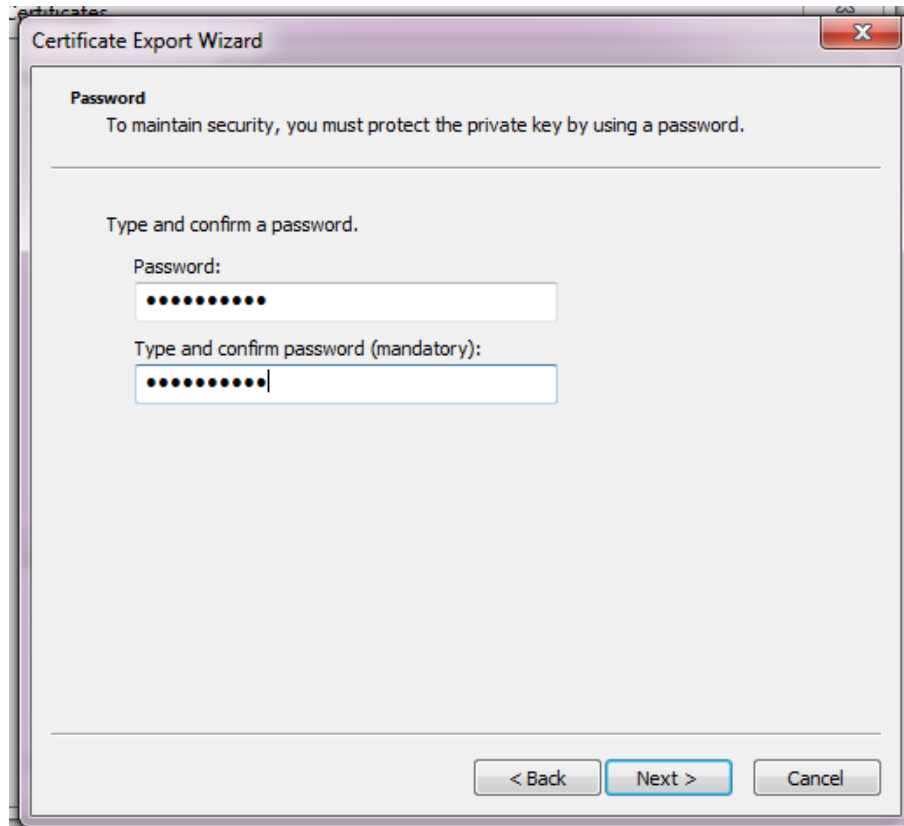 Certificates
Certificate Export Wizard
Password
To maintain security, you must protect the private key by using a password.
Type and confirm a password.
Password:
••••••••••
Type and confirm password (mandatory):
••••••••••
< Back Next > Cancel